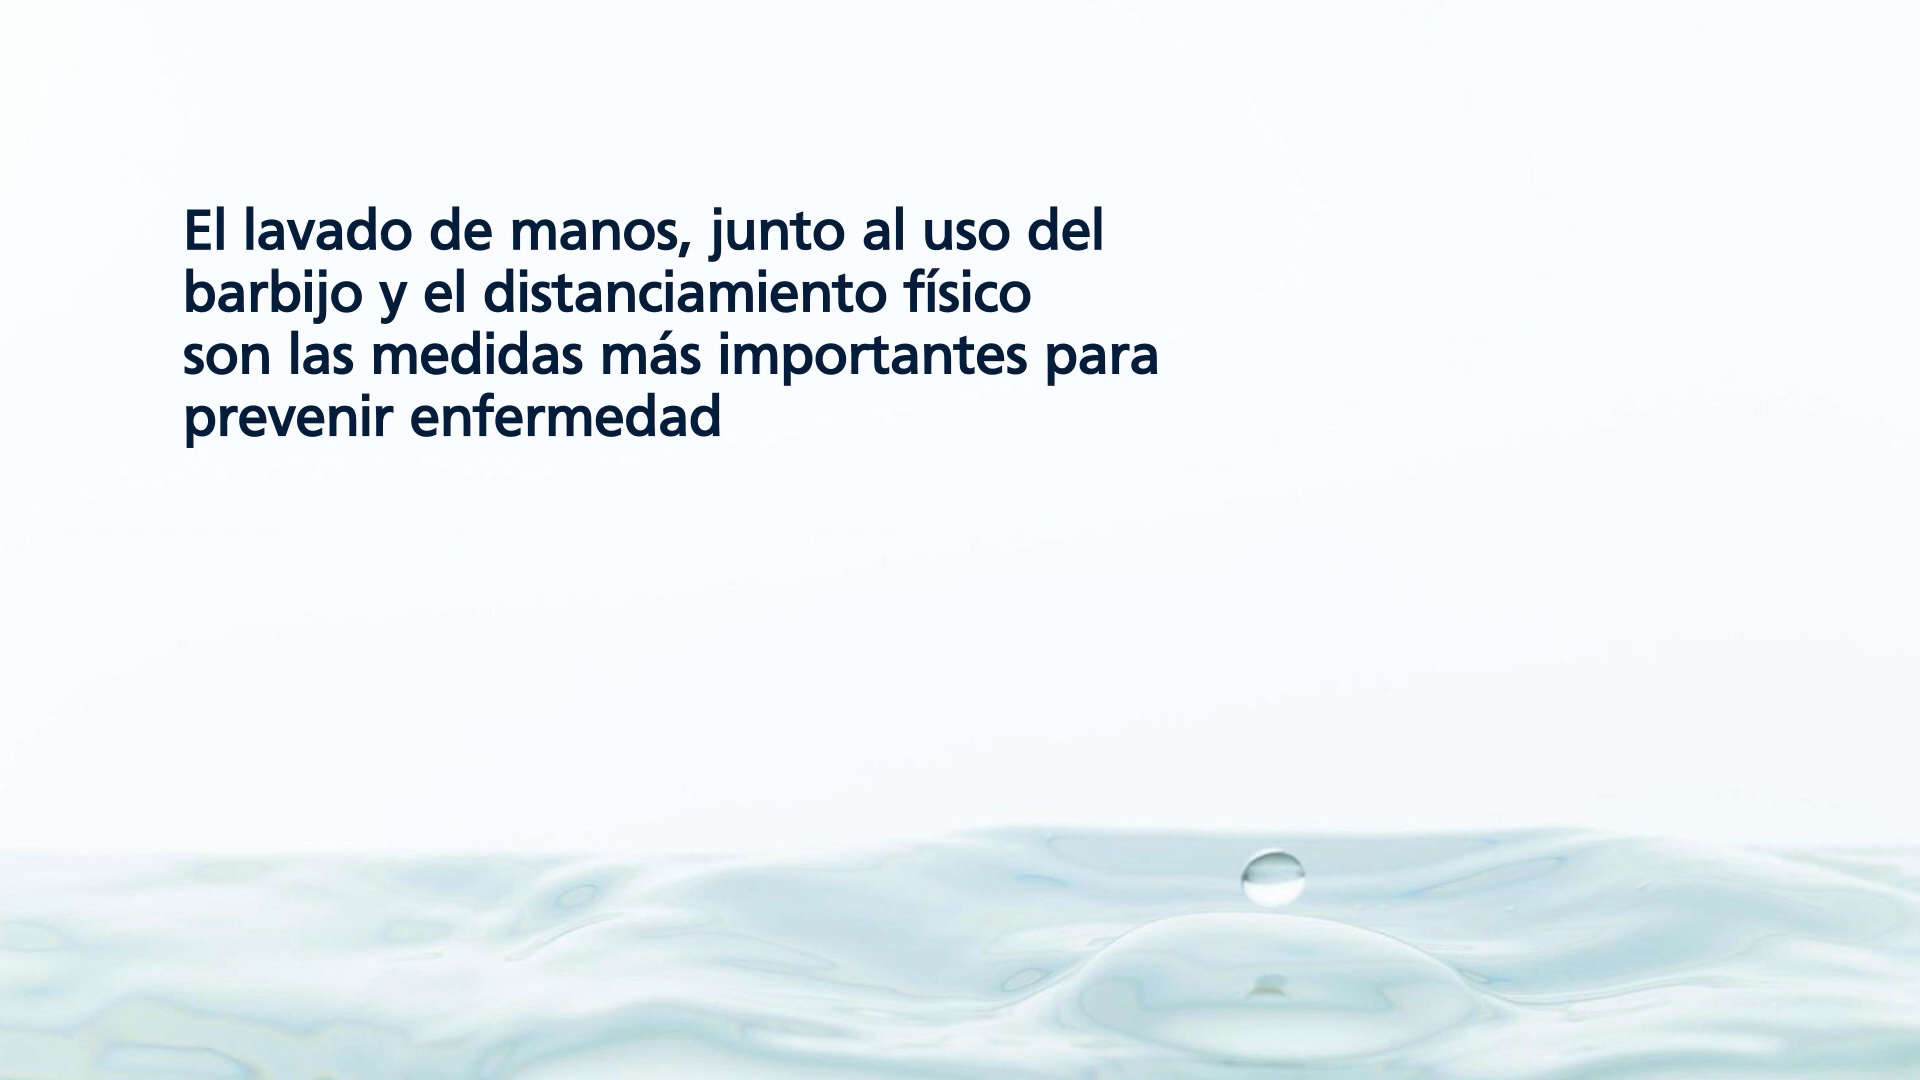 El lavado de manos, junto al uso del
barbijo y el distanciamiento físico
son las medidas más importantes para
prevenir enfermedad